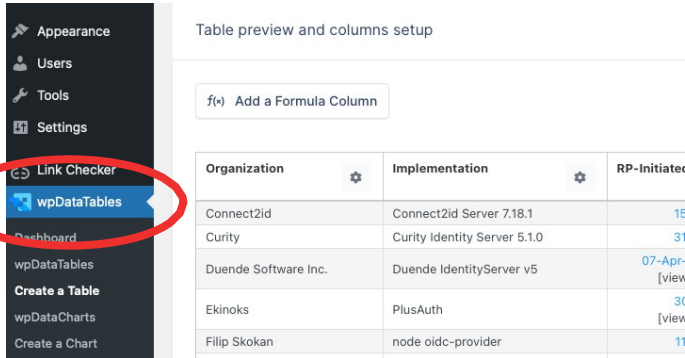 Appearance
Users
Tools
Settings
Link Checker
wpDataTables
Dashboard
wpDataTables
Create a Table
wpDataCharts
Create a Chart
Table preview and columns setup
f(x) Add a Formula Column
Organization Implementation RP-Initiated
Connect2id Connect2id Server 7.18.1 15
Curity Curity Identity Server 5.1.0 31
Duende Software Inc. Duende IdentityServer v5 07-Apr-
[view
Ekinoks PlusAuth 30
[view
Filip Skokan node oidc-provider 11